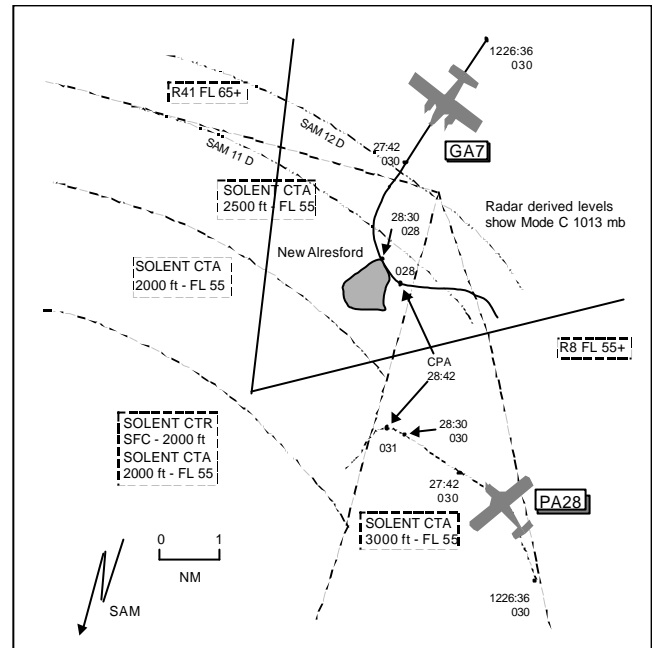 1226:36
030
R41 FL 65+
SAM 12 D
SAM 11 D
27:42
030
GA7
SOLENT CTA
2500 ft - FL 55
Radar derived levels
show Mode C 1013 mb
28:30
028
New Alresford
028
SOLENT CTA
2000 ft - FL 55
R8 FL 55+
CPA
28:42
SOLENT CTR
SFC - 2000 ft
SOLENT CTA
2000 ft - FL 55
28:30
030
031
27:42
030
PA28
SOLENT CTA
3000 ft - FL 55
0 1
NM
SAM
1226:36
030